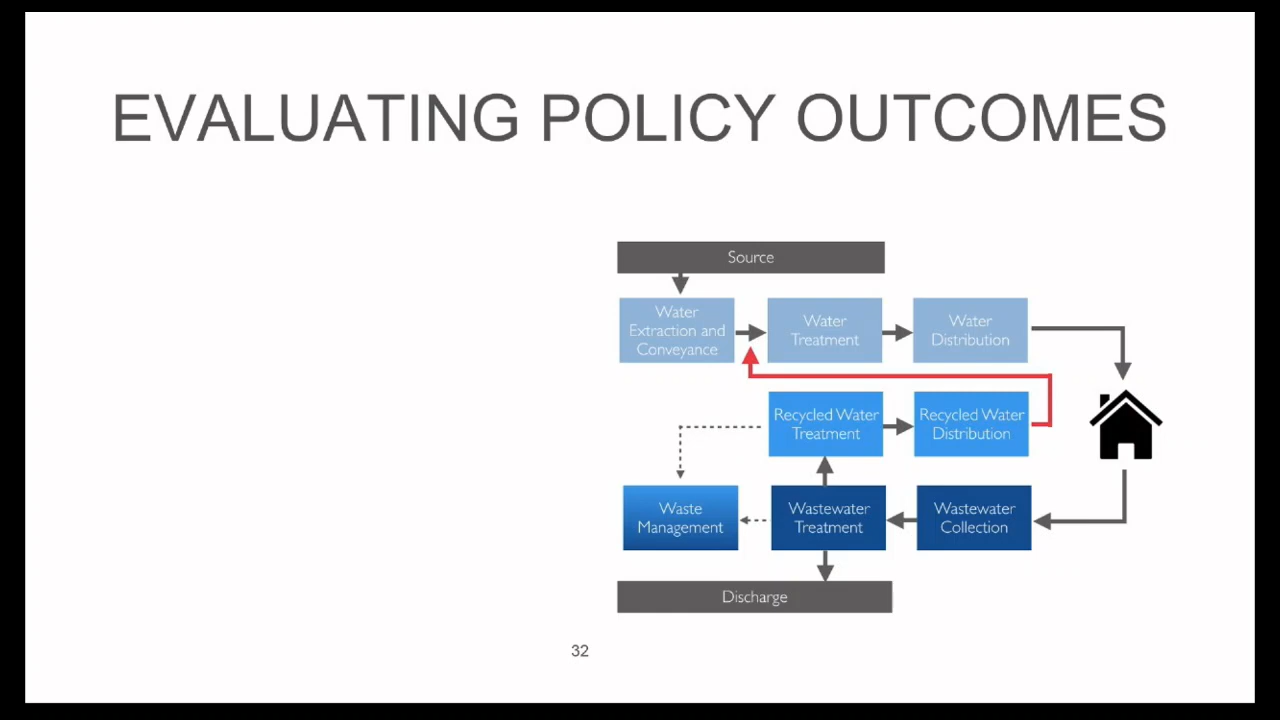 EVALUATING POLICY OUTCOMES
Source
Water
Extraction and
Conveyance
Water
Treatment
Water
Distribution
Recycled Water
Treatment
Recycled Water
Distribution
Waste
Management
Wastewater
Treatment
Wastewater
Collection
Discharge
32